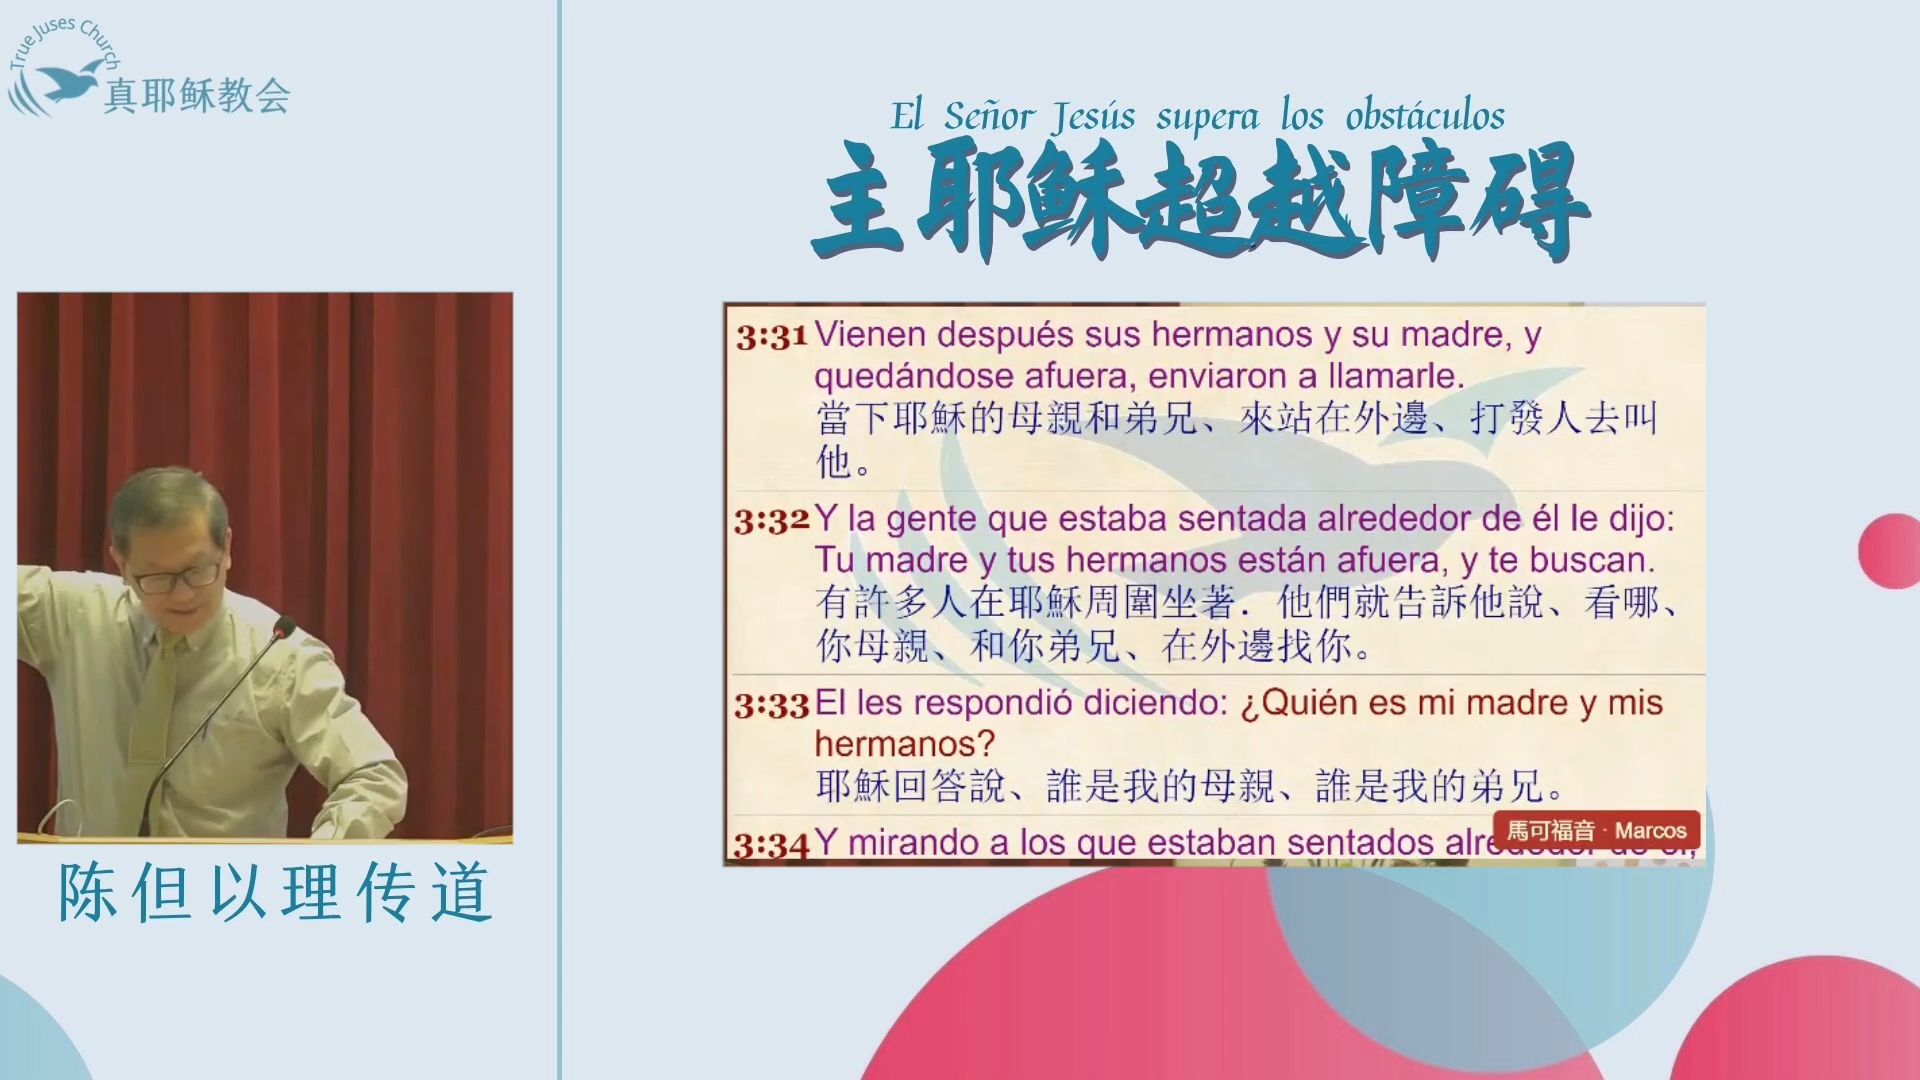 True Juses Church
真耶稣教会
El Señor Jesús supera los obstáculos
主耶稣超越障碍
3:31 Vienen después sus hermanos y su madre, y
quedándose afuera, enviaron a llamarle.
當下耶穌的母親和弟兄、來站在外邊、打發人去叫
他。
3:32 Y la gente que estaba sentada alrededor de él le dijo:
Tu madre y tus hermanos están afuera, y te buscan.
有許多人在耶穌周圍坐著．他們就告訴他說、看哪、
你母親、和你弟兄、在外邊找你。
3:33 El les respondió diciendo: ¿Quién es mi madre y mis
hermanos?
耶穌回答說、誰是我的母親、誰是我的弟兄。
3:34 Y mirando a los que estaban sentados
馬可福音 · Marcos
陈但以理传道